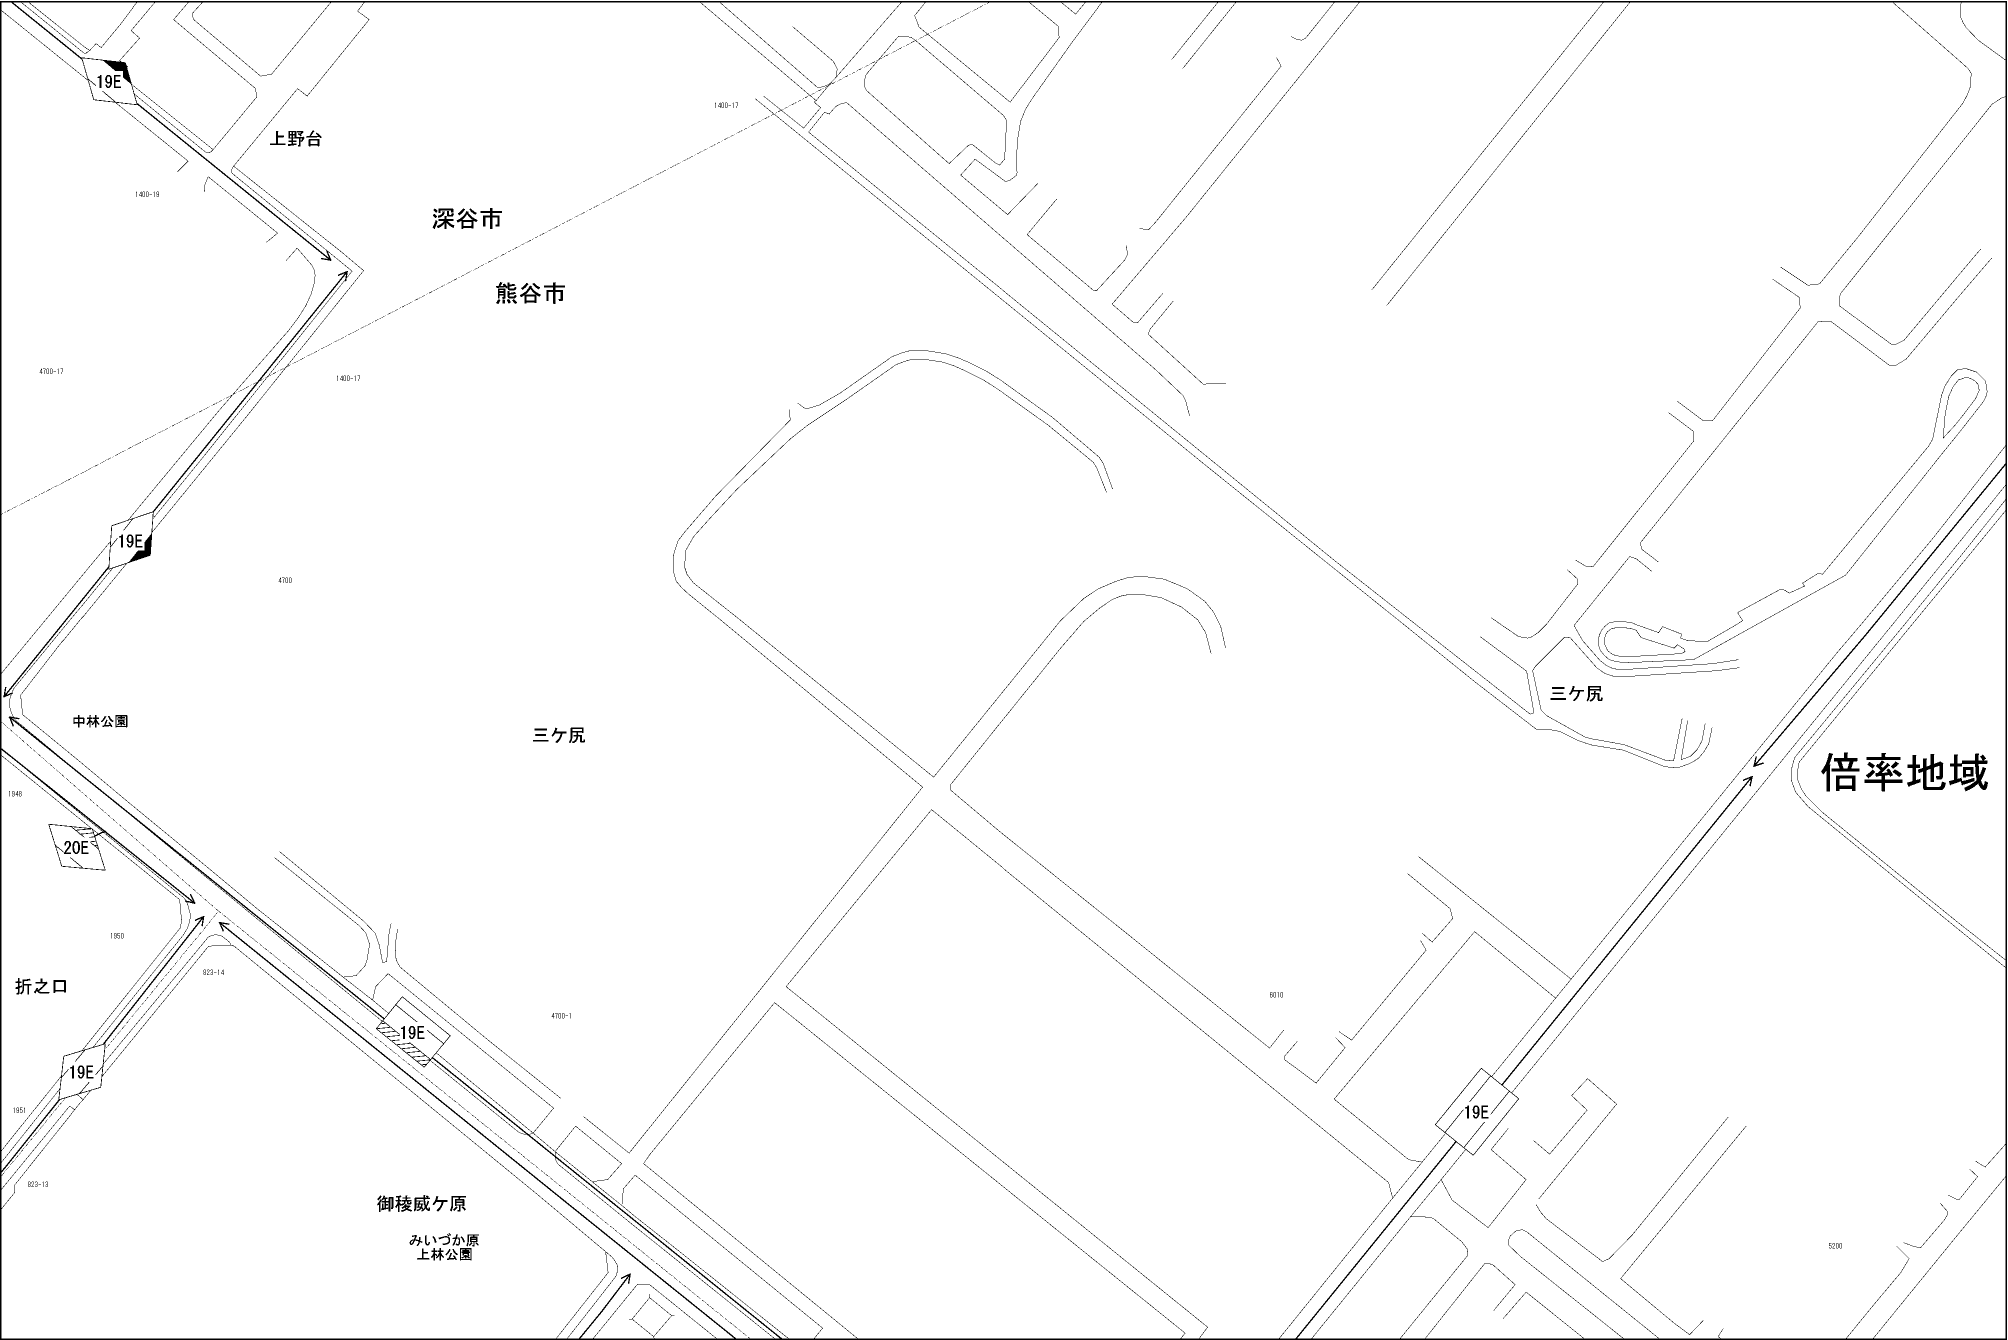 19E
1400-17
上野台
1400-19
深谷市
熊谷市
4700-17
1400-17
19E
4700
三ケ尻
中林公園
三ケ尻
倍率地域
1948
20E
1950
823-14
折之口
6010
4700-1
19E
19E
19E
1951
823-13
御稜威ケ原
みいづか原
上林公園
5200